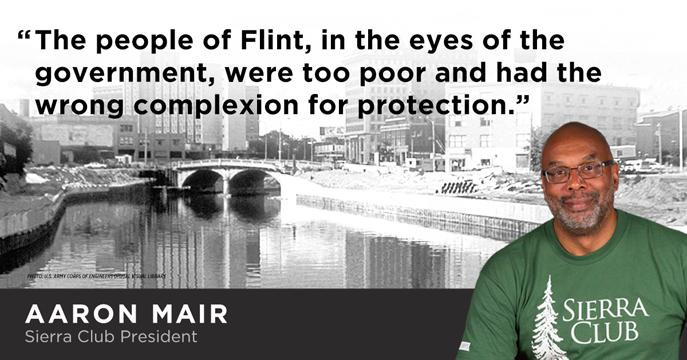 “The people of Flint, in the eyes of the
government, were too poor and had the
wrong complexion for protection.”
PHOTO: U.S. ARMY CORPS OF ENGINEERS DIGITAL VISUAL LIBRARY
AARON MAIR
Sierra Club President
SIERRA
CLUB